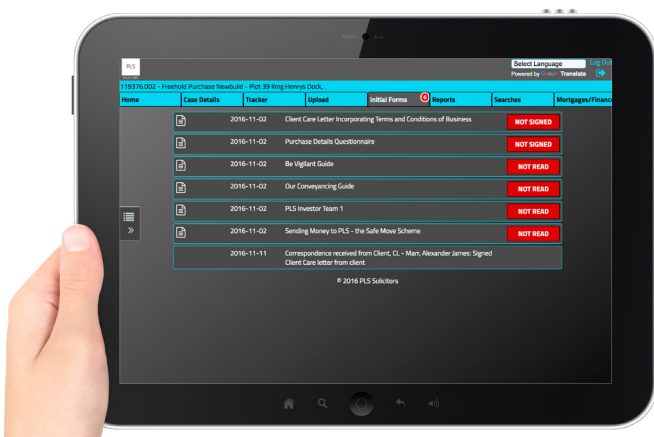 PLS
Select Language
Log Out
Powered by Google Translate
119376.002 - Freehold Purchase Newbuild - Plot 39 King Henrys Dock, .
Home Case Details Tracker Upload Initial Forms 6 Reports Searches Mortgages/Finance
2016-11-02 Client Care Letter Incorporating Terms and Conditions of Business NOT SIGNED
2016-11-02 Purchase Details Questionnaire NOT SIGNED
2016-11-02 Be Vigilant Guide NOT READ
2016-11-02 Our Conveyancing Guide NOT READ
2016-11-02 PLS Investor Team 1 NOT READ
2016-11-02 Sending Money to PLS - the Safe Move Scheme NOT READ
2016-11-11 Correspondence received from Client, CL - Marr, Alexander James: Signed
Client Care letter from client
© 2016 PLS Solicitors